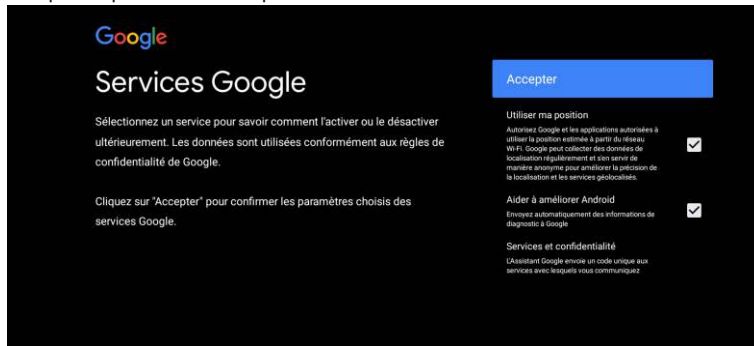 Google
Services Google
Sélectionnez un service pour savoir comment l'activer ou le désactiver
ultérieurement. Les données sont utilisées conformément aux règles de
confidentialité de Google.
Cliquez sur "Accepter" pour confirmer les paramètres choisis des
services Google.
Accepter
Utiliser ma position
Autorisez Google et les applications autorisées à
utiliser la position estimée à partir du réseau
Wi-Fi. Google peut collecter des données de
localisation régulièrement et s'en servir de
manière anonyme pour améliorer la précision de
la localisation et les services géolocalisés.
Aider à améliorer Android
Envoyez automatiquement des informations de
diagnostic à Google
Services et confidentialité
L'Assistant Google envoie un code unique aux
services avec lesquels vous communiquez